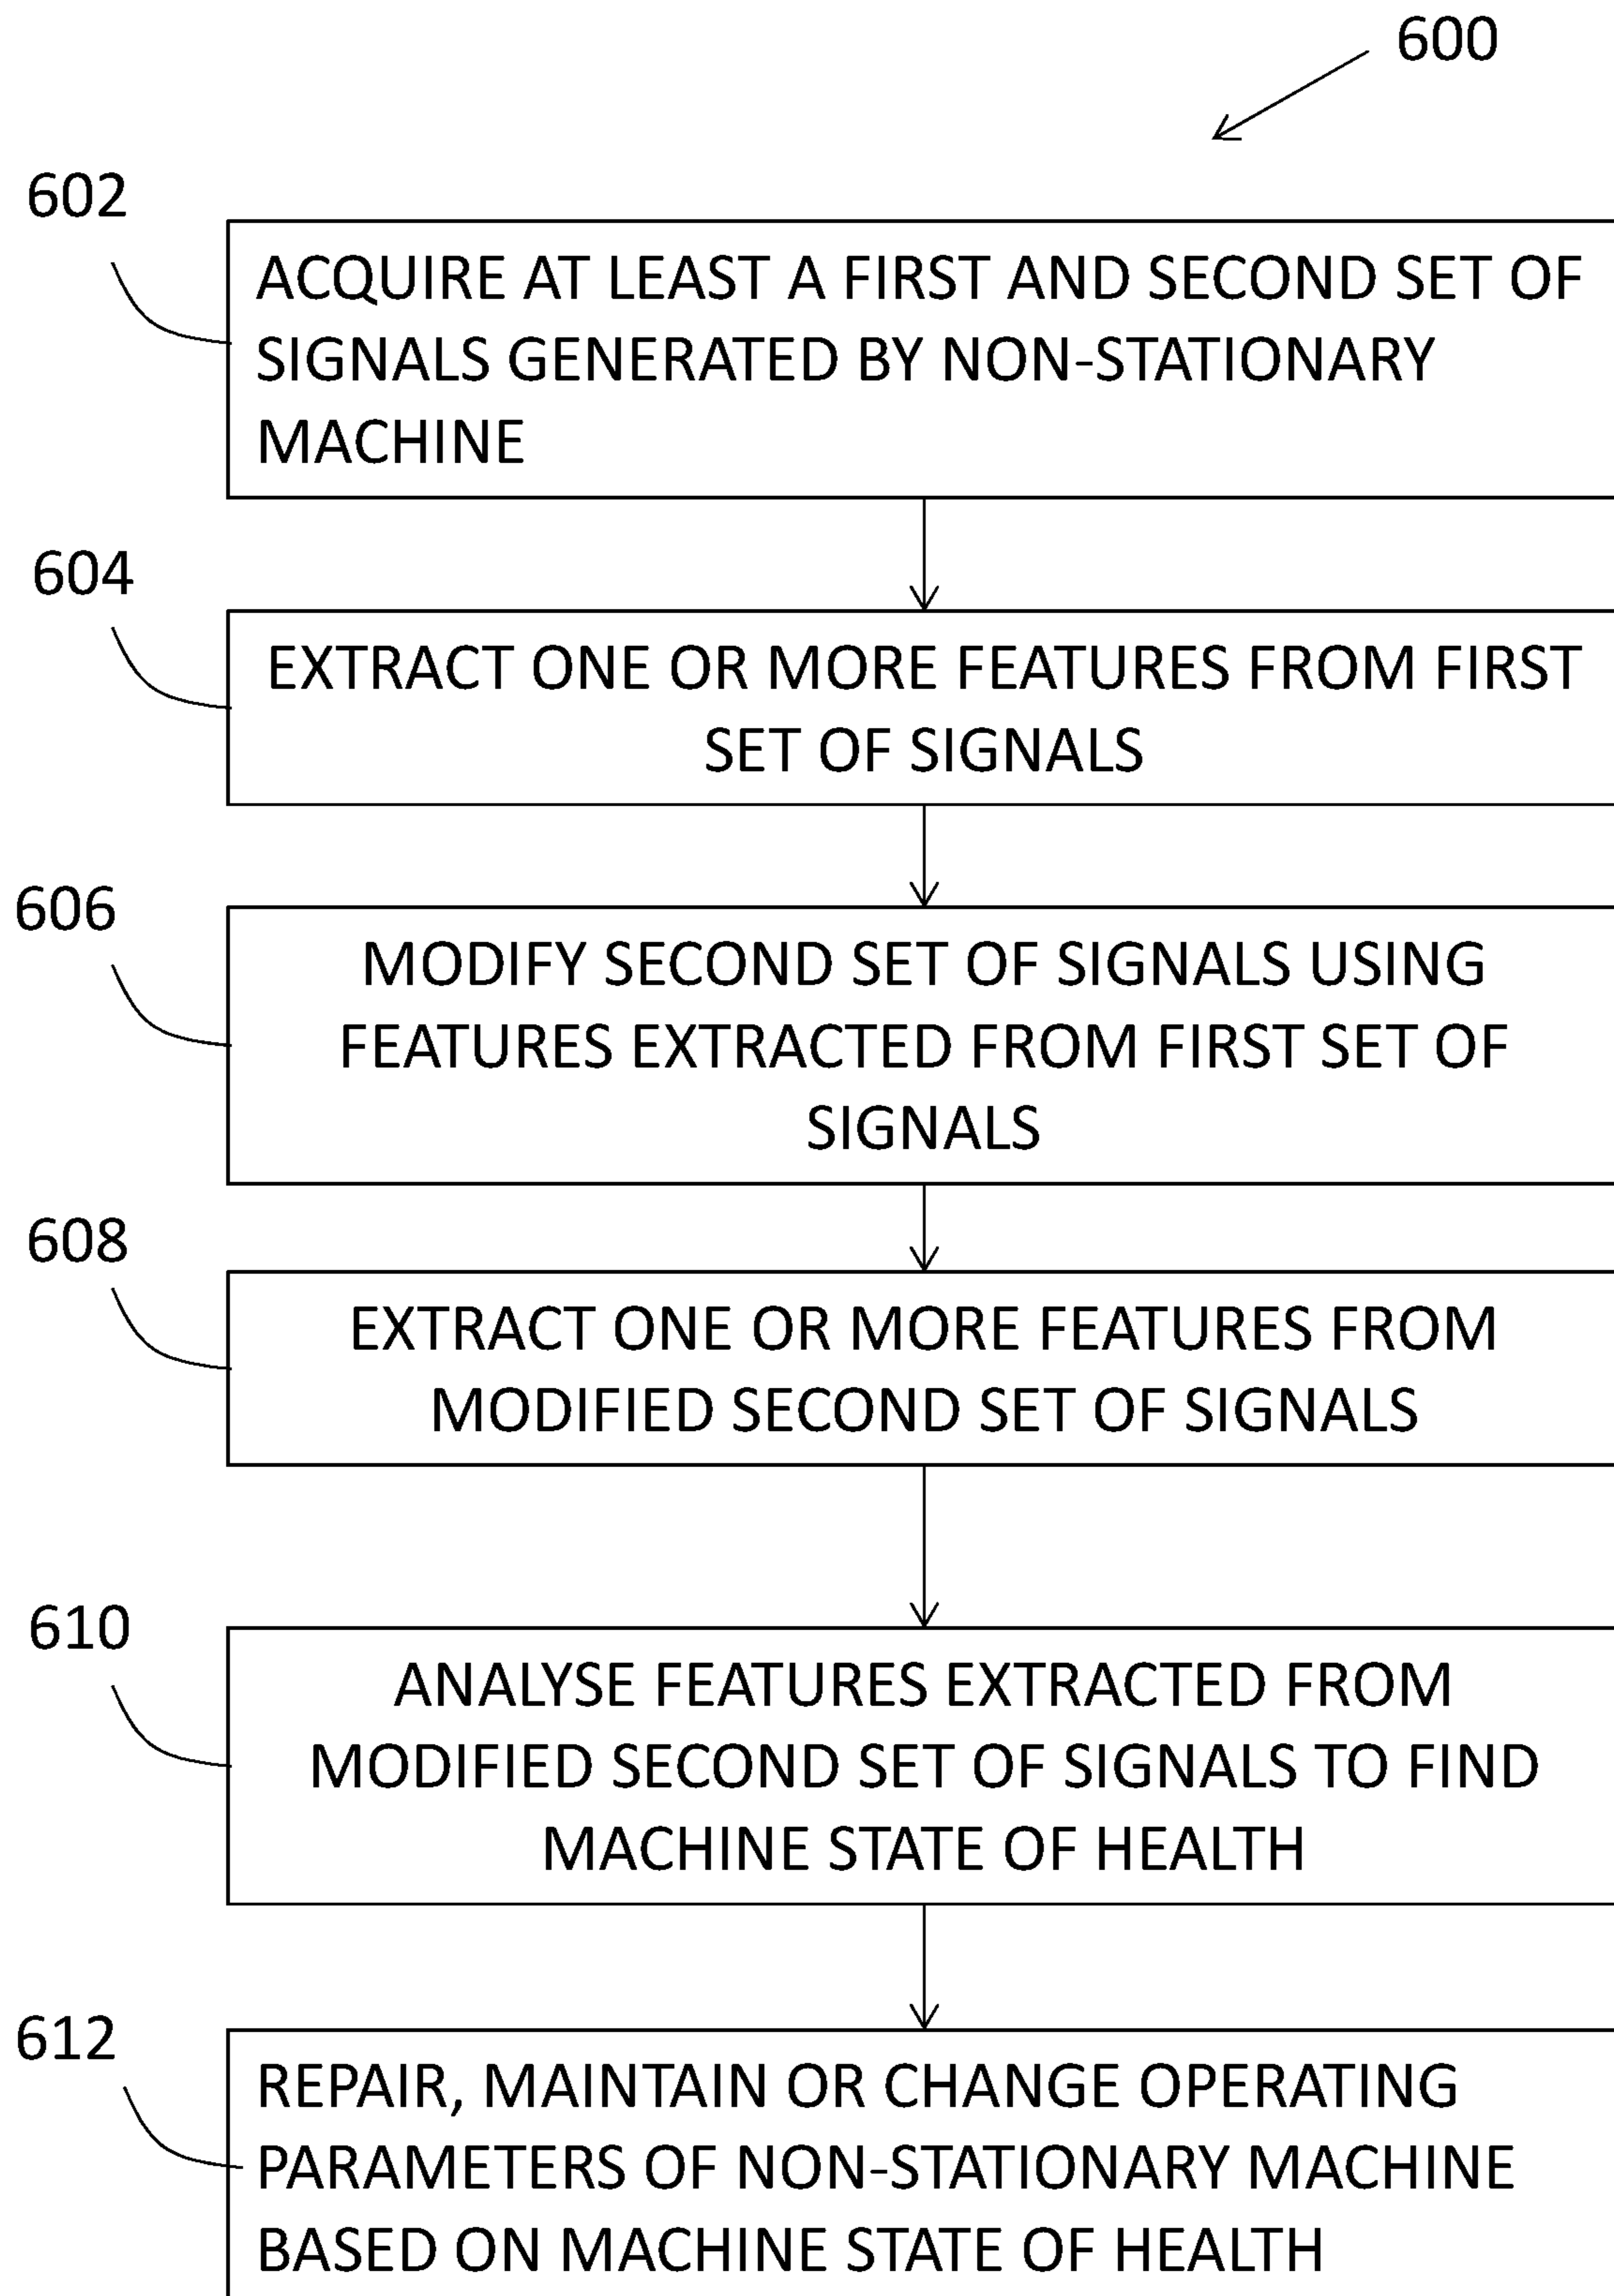 600
602
ACQUIRE AT LEAST A FIRST AND SECOND SET OF
SIGNALS GENERATED BY NON-STATIONARY
MACHINE
604
EXTRACT ONE OR MORE FEATURES FROM FIRST
SET OF SIGNALS
606
MODIFY SECOND SET OF SIGNALS USING
FEATURES EXTRACTED FROM FIRST SET OF
SIGNALS
608
EXTRACT ONE OR MORE FEATURES FROM
MODIFIED SECOND SET OF SIGNALS
610
ANALYSE FEATURES EXTRACTED FROM
MODIFIED SECOND SET OF SIGNALS TO FIND
MACHINE STATE OF HEALTH
612
REPAIR, MAINTAIN OR CHANGE OPERATING
PARAMETERS OF NON-STATIONARY MACHINE
BASED ON MACHINE STATE OF HEALTH